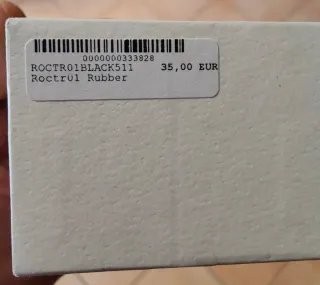 0000000333828
ROCTR01BLACK511 35,00 EUR
Roctr01 Rubber